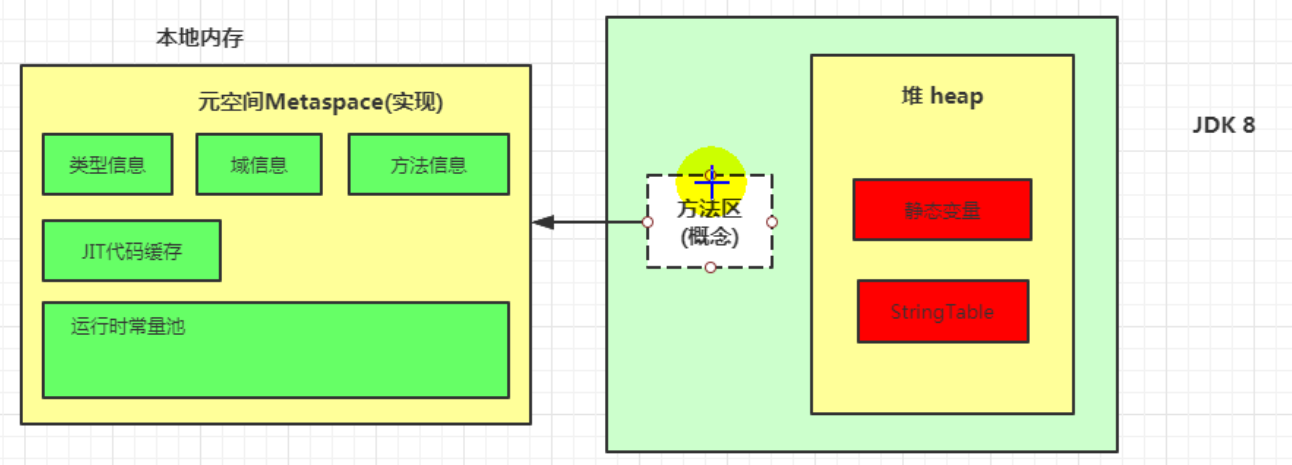 本地内存
元空间Metaspace(实现)
类型信息
域信息
方法信息
JIT代码缓存
运行时常量池
方法区
(概念)
堆 heap
静态变量
StringTable
JDK 8